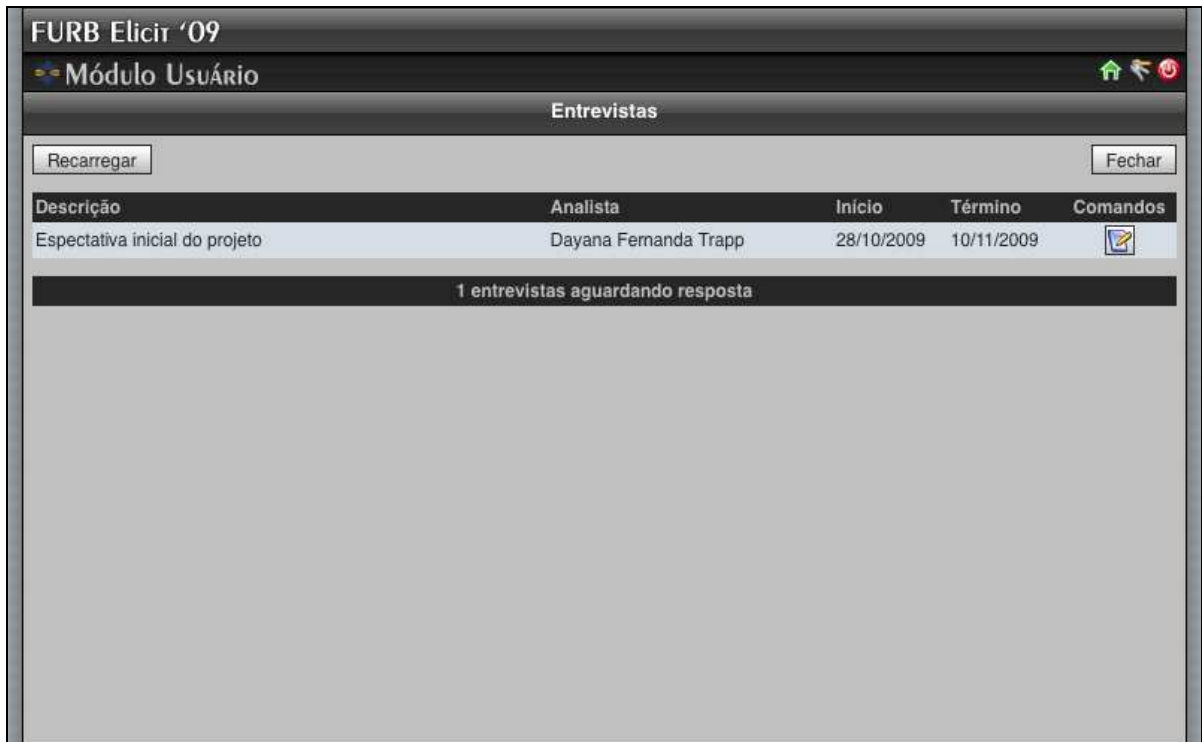 FURB Elicit ‘09
Módulo Usuário
Entrevistas
Recarregar Fechar
Descrição Analista Início Término Comandos
Espectativa inicial do projeto Dayana Fernanda Trapp 28/10/2009 10/11/2009
1 entrevistas aguardando resposta